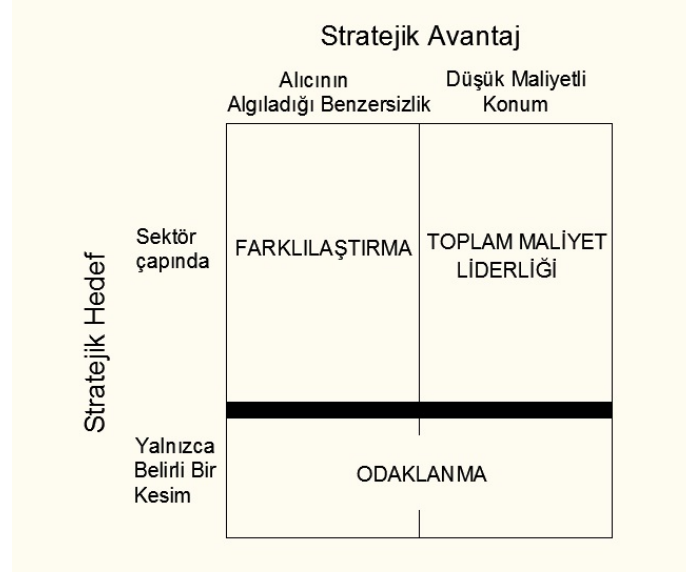 Stratejik Avantaj
Alıcının
Algıladığı Benzersizlik
Düşük Maliyetli
Konum
Stratejik Hedef
Sektör
çapında
FARKLILAŞTIRMA
TOPLAM MALİYET
LİDERLİĞİ
Yalnızca
Belirli Bir
Kesim
ODAKLANMA